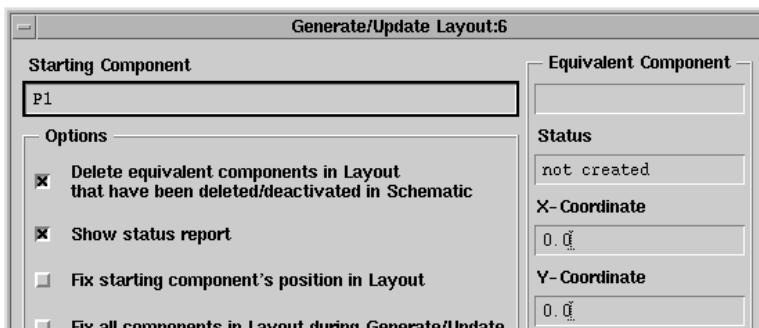 Generate/Update Layout:6
Starting Component
P1
Options
Delete equivalent components in Layout
that have been deleted/deactivated in Schematic
Show status report
Fix starting component's position in Layout
Fix all components in Layout during Generate/Update
Equivalent Component
Status
not created
X-Coordinate
0.0
Y-Coordinate
0.0